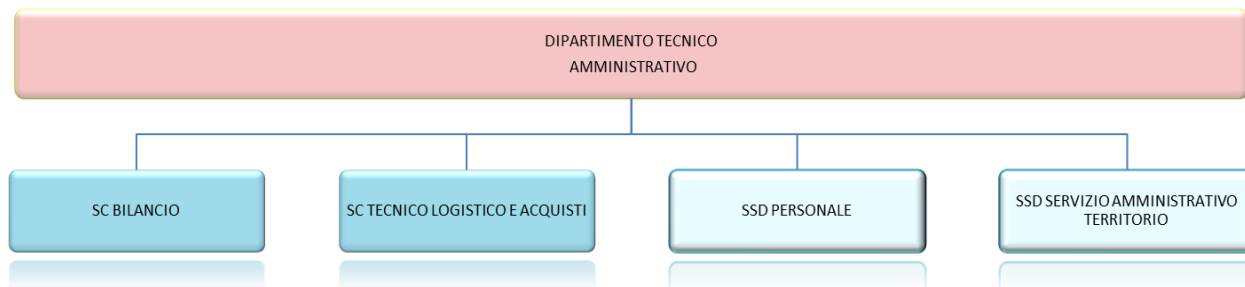 DIPARTIMENTO TECNICO
AMMINISTRATIVO
SC BILANCIO
SC TECNICO LOGISTICO E ACQUISTI
SSD PERSONALE
SSD SERVIZIO AMMINISTRATIVO
TERRITORIO